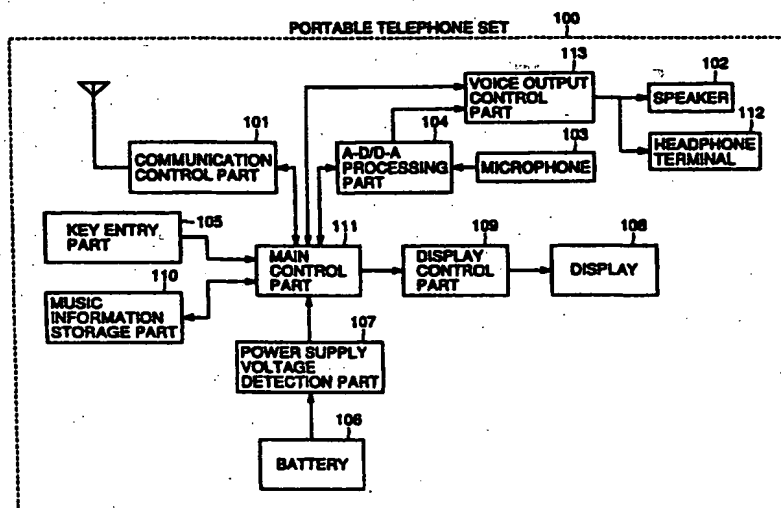 PORTABLE TELEPHONE SET
100
113
VOICE OUTPUT
CONTROL
PART
102
SPEAKER
101
COMMUNICATION
CONTROL PART
104
A-D/D-A
PROCESSING
PART
103
MICROPHONE
112
HEADPHONE
TERMINAL
105
KEY ENTRY
PART
111
MAIN
CONTROL
PART
109
DISPLAY
CONTROL
PART
108
DISPLAY
110
MUSIC
INFORMATION
STORAGE PART
107
POWER SUPPLY
VOLTAGE
DETECTION PART
106
BATTERY